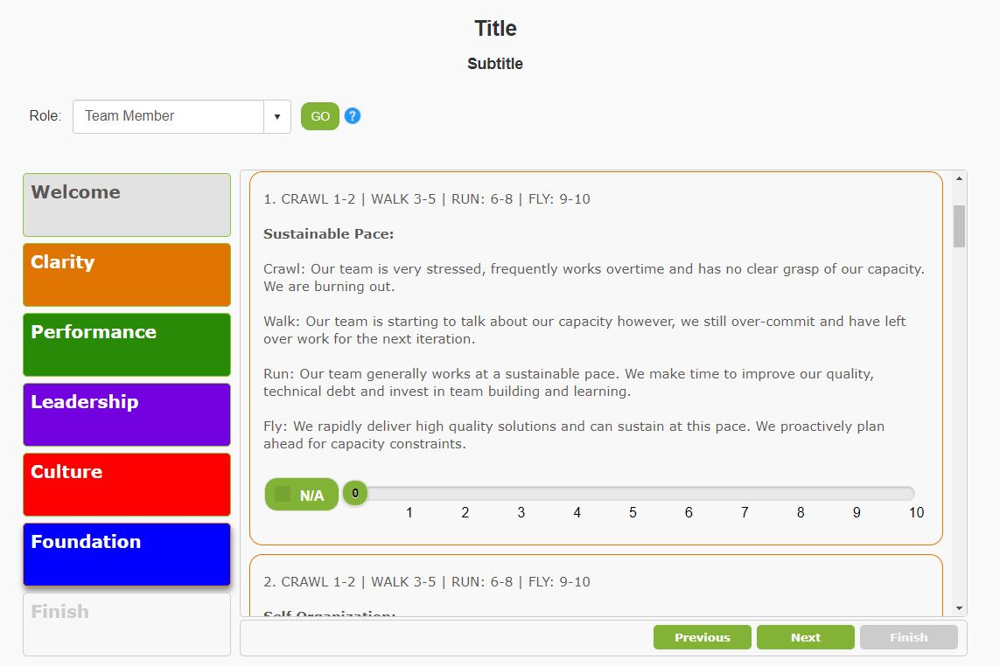 Title
Subtitle
Role: Team Member GO ?
Welcome
Clarity
Performance
Leadership
Culture
Foundation
Finish
1. CRAWL 1-2 | WALK 3-5 | RUN: 6-8 | FLY: 9-10
Sustainable Pace:
Crawl: Our team is very stressed, frequently works overtime and has no clear grasp of our capacity.
We are burning out.
Walk: Our team is starting to talk about our capacity however, we still over-commit and have left
over work for the next iteration.
Run: Our team generally works at a sustainable pace. We make time to improve our quality,
technical debt and invest in team building and learning.
Fly: We rapidly deliver high quality solutions and can sustain at this pace. We proactively plan
ahead for capacity constraints.
N/A 0
1 2 3 4 5 6 7 8 9 10
2. CRAWL 1-2 | WALK 3-5 | RUN: 6-8 | FLY: 9-10
Self Organization:
Previous Next Finish